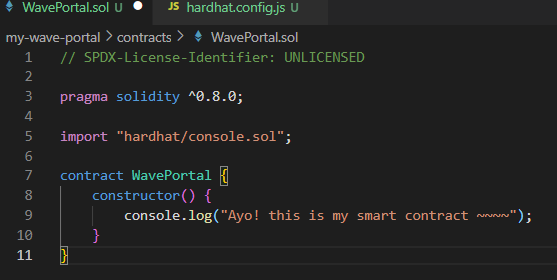 WavePortal.sol U
JS hardhat.config.js U
my-wave-portal > contracts > WavePortal.sol
1 // SPDX-License-Identifier: UNLICENSED
2
3 pragma solidity ^0.8.0;
4
5 import "hardhat/console.sol";
6
7 contract WavePortal {
8     constructor() {
9         console.log("Ayo! this is my smart contract ~~~~");
10     }
11 }